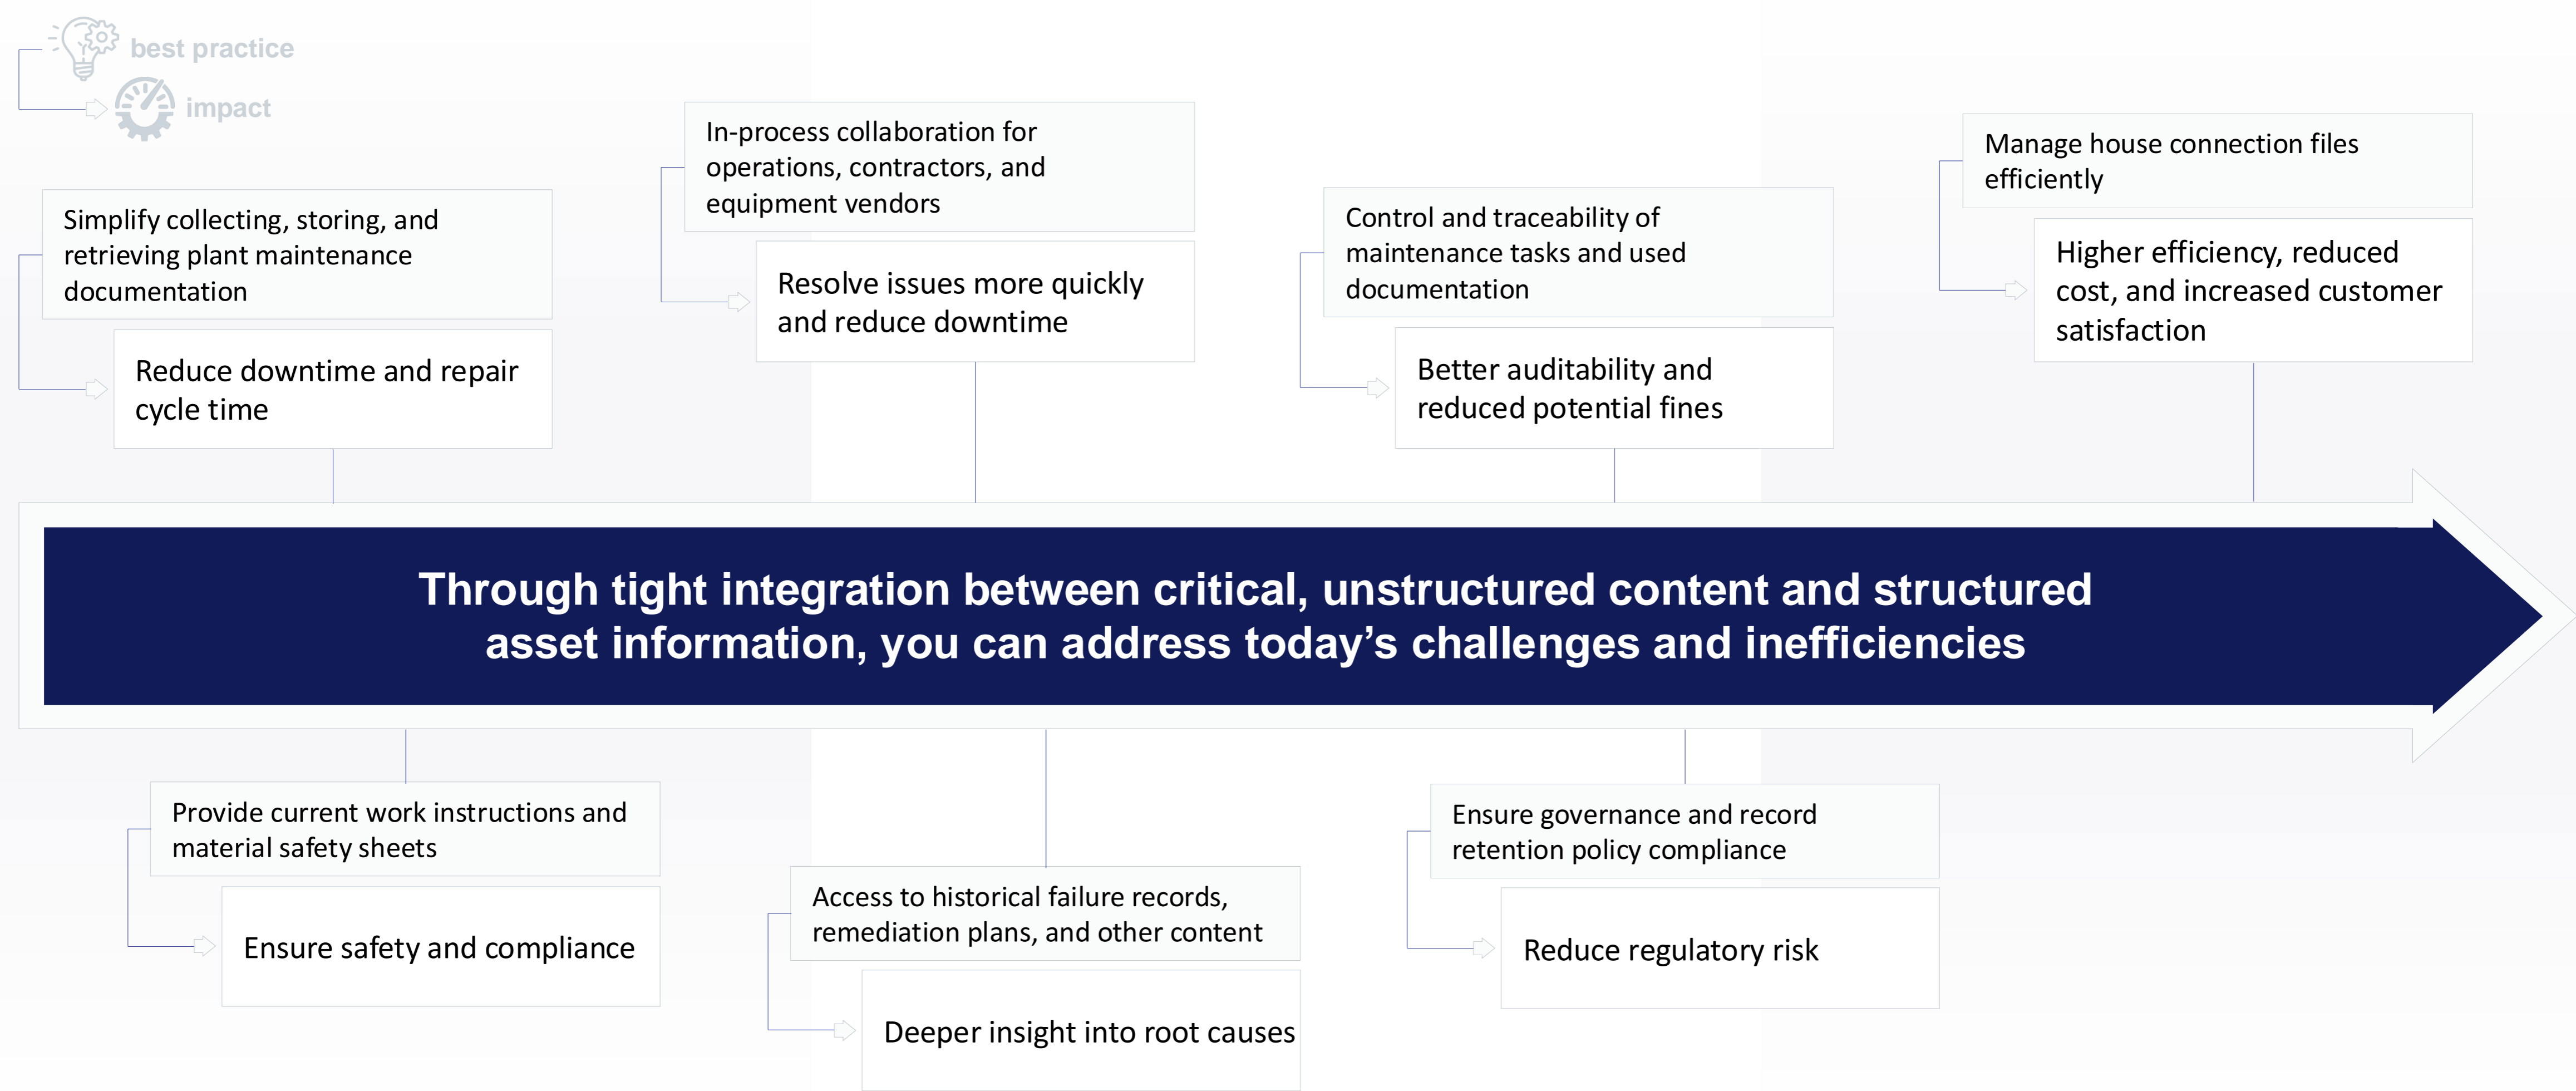 best practice
impact
Simplify collecting, storing, and
retrieving plant maintenance
documentation
Reduce downtime and repair
cycle time
In-process collaboration for
operations, contractors, and
equipment vendors
Resolve issues more quickly
and reduce downtime
Control and traceability of
maintenance tasks and used
documentation
Better auditability and
reduced potential fines
Manage house connection files
efficiently
Higher efficiency, reduced
cost, and increased customer
satisfaction
Through tight integration between critical, unstructured content and structured
asset information, you can address today’s challenges and inefficiencies
Provide current work instructions and
material safety sheets
Ensure safety and compliance
Access to historical failure records,
remediation plans, and other content
Deeper insight into root causes
Ensure governance and record
retention policy compliance
Reduce regulatory risk